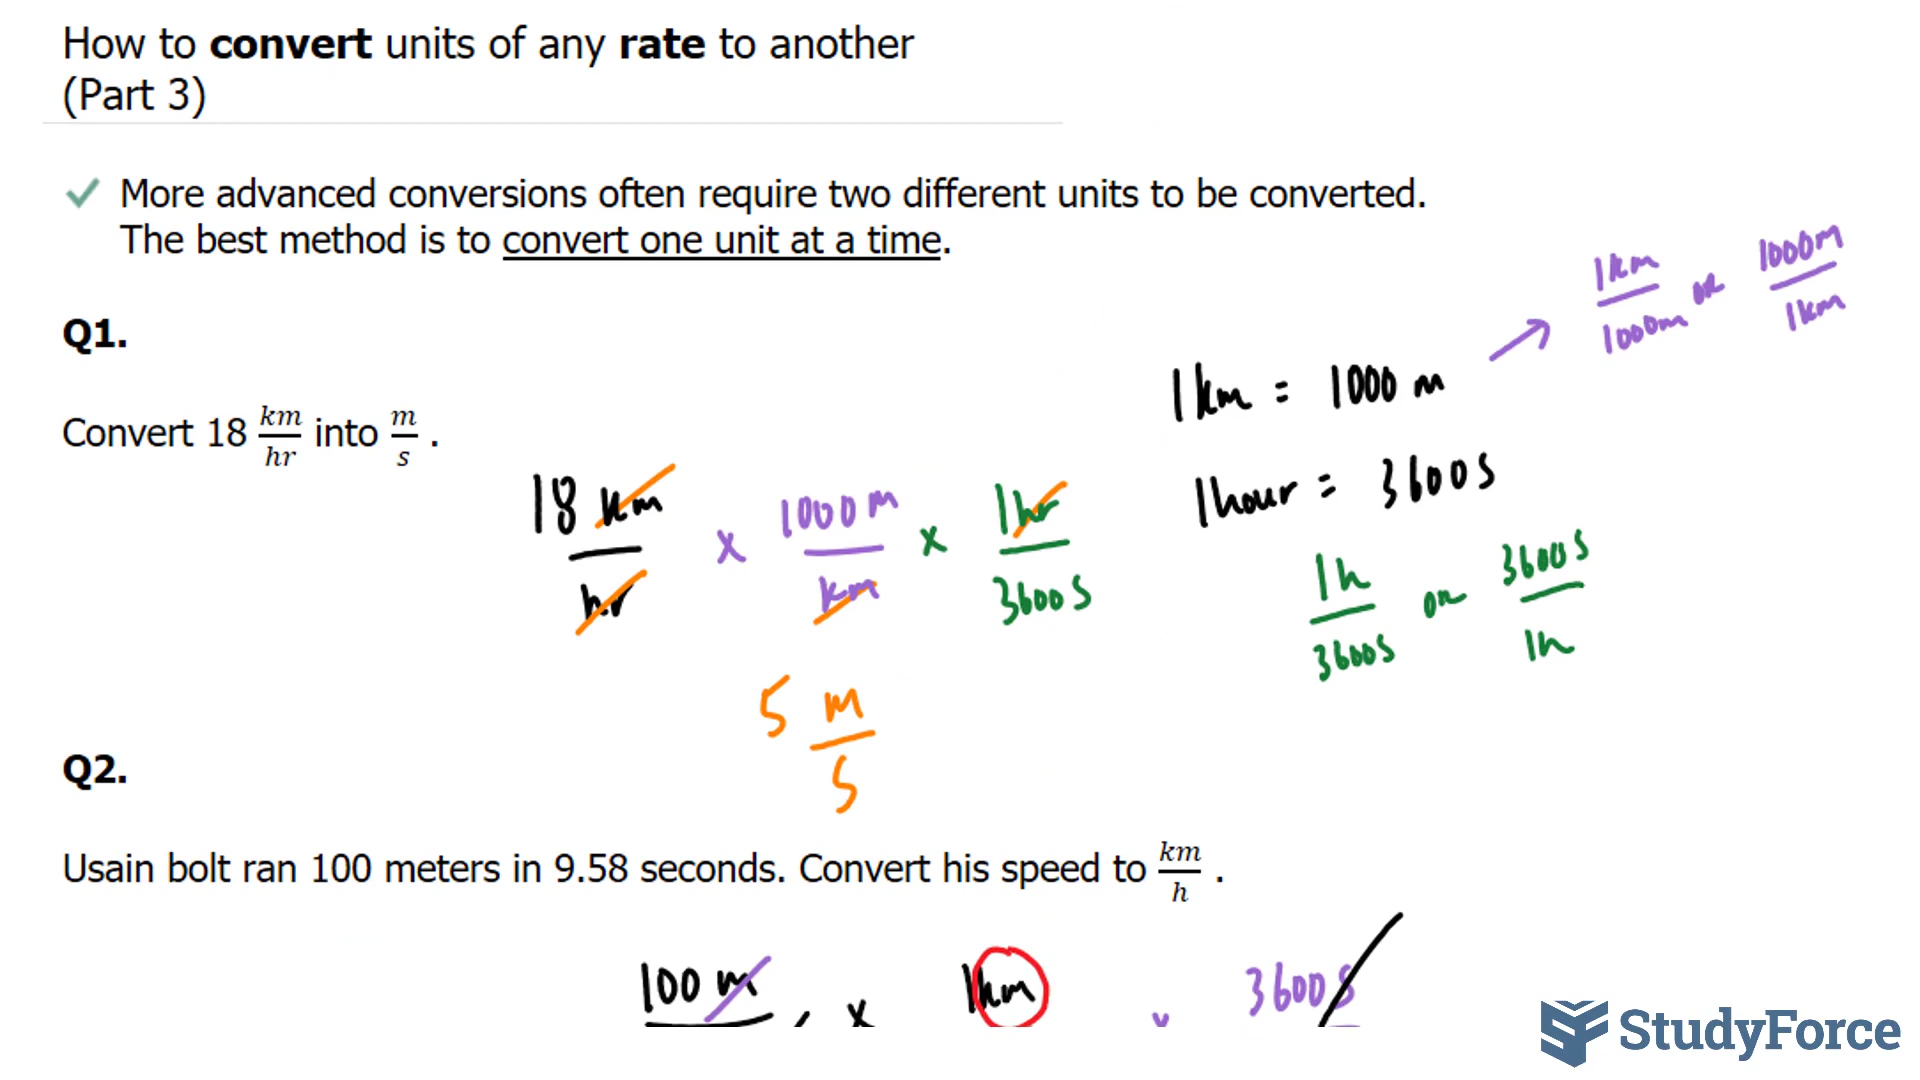 How to convert units of any rate to another
(Part 3)
More advanced conversions often require two different units to be converted.
The best method is to convert one unit at a time.
1km / 1000m or 1000m / 1km
Q1.
1km = 1000 m
Convert 18 km / hr into m / s .
1hour = 3600s
18 km / hr x 1000 m / km x 1hr / 3600s
1h / 3600s or 3600s / 1h
5 m / s
Q2.
Usain bolt ran 100 meters in 9.58 seconds. Convert his speed to km / h .
100 m x 1km x 3600s
StudyForce